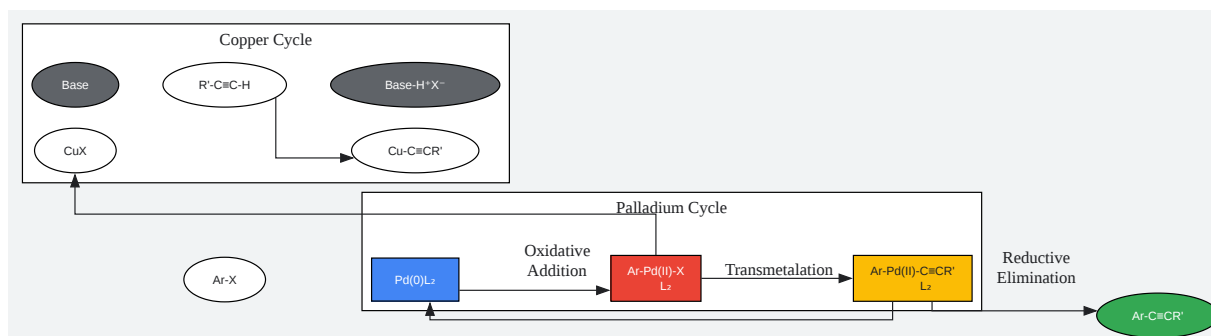 Copper Cycle
Base
R'-C≡C-H
Base-H⁺X⁻
CuX
Cu-C≡CR'
Palladium Cycle
Ar-X
Pd(0)L₂
Oxidative
Addition
Ar-Pd(II)-X
L₂
Transmetalation
Ar-Pd(II)-C≡CR'
L₂
Reductive
Elimination
Ar-C≡CR'